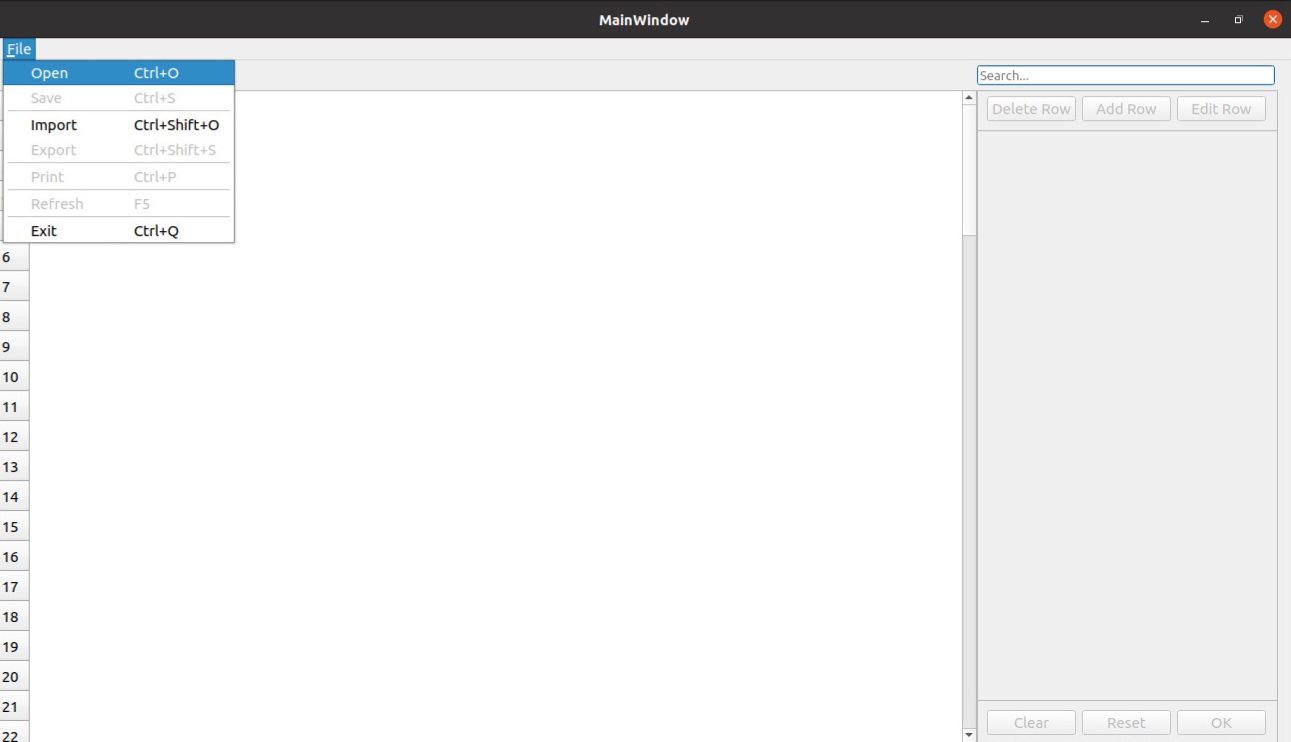 MainWindow
File
Open Ctrl+O
Save Ctrl+S
Import Ctrl+Shift+O
Export Ctrl+Shift+S
Print Ctrl+P
Refresh F5
Exit Ctrl+Q
Search...
Delete Row Add Row Edit Row
6
7
8
9
10
11
12
13
14
15
16
17
18
19
20
21
22
Clear Reset OK